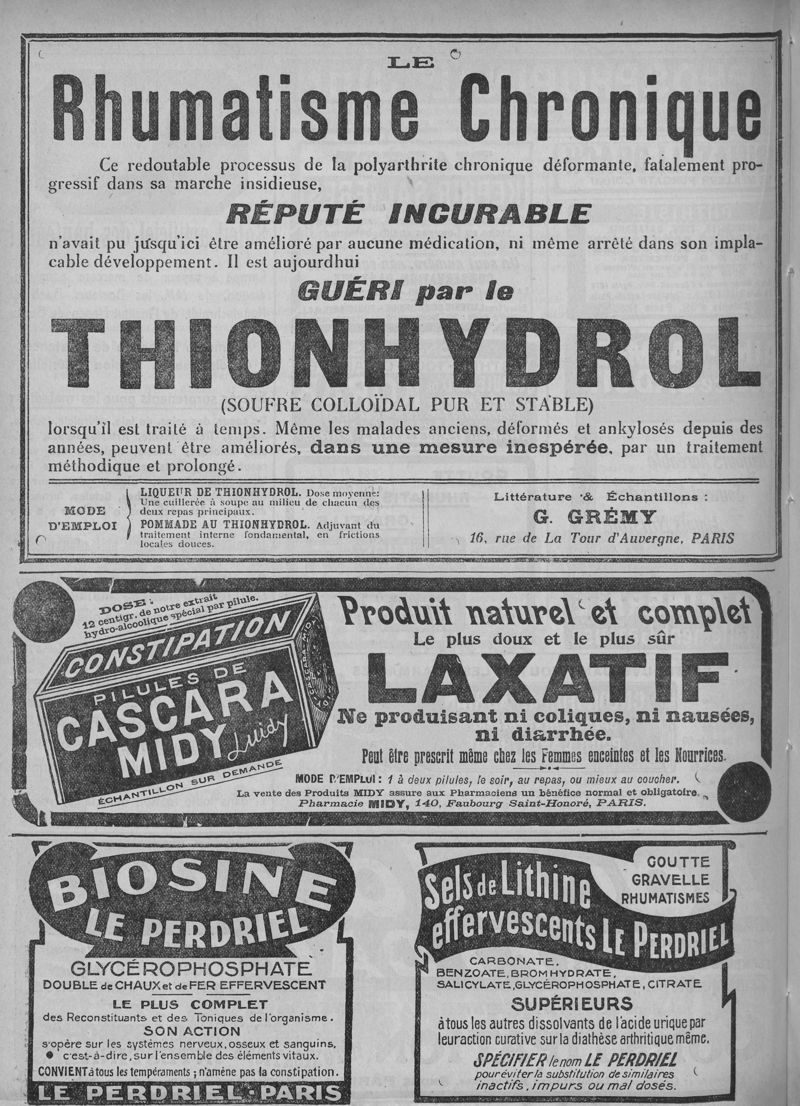 LE
Rhumatisme Chronique
Ce redoutable processus de la polyarthrite chronique déformante, fatalement pro-
gressif dans sa marche insidieuse,
RÉPUTÉ INCURABLE
n'avait pu jusqu'ici être amélioré par aucune médication, ni même arrêté dans son impla-
cable développement. Il est aujourdhui
GUÉRI par le
THIONHYDROL
(SOUFRE COLLOÏDAL PUR ET STABLE)
lorsqu'il est traité à temps. Même les malades anciens, déformés et ankylosés depuis des
années, peuvent être améliorés, dans une mesure inespérée, par un traitement
méthodique et prolongé.
MODE
D'EMPLOI
LIQUEUR DE THIONHYDROL. Dose moyenne:
Une cuillerée à soupe au milieu de chacun des
deux repas principaux.
POMMADE AU THIONHYDROL. Adjuvant du
traitement interne fondamental, en frictions
locales douces.
Littérature & Échantillons :
G. GRÉMY
16, rue de La Tour d'Auvergne, PARIS
DOSE :
12 centigr. de notre extrait
hydro-alcoolique spécial par pilule.
CONSTIPATION
PILULES DE
CASCARA
MIDY
Midy
CASCARA MIDY
ÉCHANTILLON SUR DEMANDE
Produit naturel et complet
Le plus doux et le plus sûr
LAXATIF
Ne produisant ni coliques, ni nausées,
ni diarrhée.
Peut être prescrit même chez les Femmes enceintes et les Nourrices.
MODE D'EMPLOI : 1 à deux pilules, le soir, au repas, ou mieux au coucher.
La vente des Produits MIDY assure aux Pharmaciens un bénéfice normal et obligatoire.
Pharmacie MIDY, 140, Faubourg Saint-Honoré, PARIS.
BIOSINE
LE PERDRIEL
GLYCÉROPHOSPHATE
DOUBLE de CHAUX et de FER EFFERVESCENT
LE PLUS COMPLET
des Reconstituants et des Toniques de l'organisme.
SON ACTION
s'opère sur les systèmes nerveux, osseux et sanguins,
c'est-à-dire, sur l'ensemble des éléments vitaux.
CONVIENT à tous les tempéraments ; n'amène pas la constipation.
LE PERDRIEL-PARIS
Sels de Lithine
effervescents LE PERDRIEL
GOUTTE
GRAVELLE
RHUMATISMES
CARBONATE,
BENZOATE, BROMHYDRATE,
SALICYLATE, GLYCÉROPHOSPHATE, CITRATE
SUPÉRIEURS
à tous les autres dissolvants de l'acide urique par
leur action curative sur la diathèse arthritique même.
SPÉCIFIER le nom LE PERDRIEL
pour éviter la substitution de similaires
inactifs, impurs ou mal dosés.